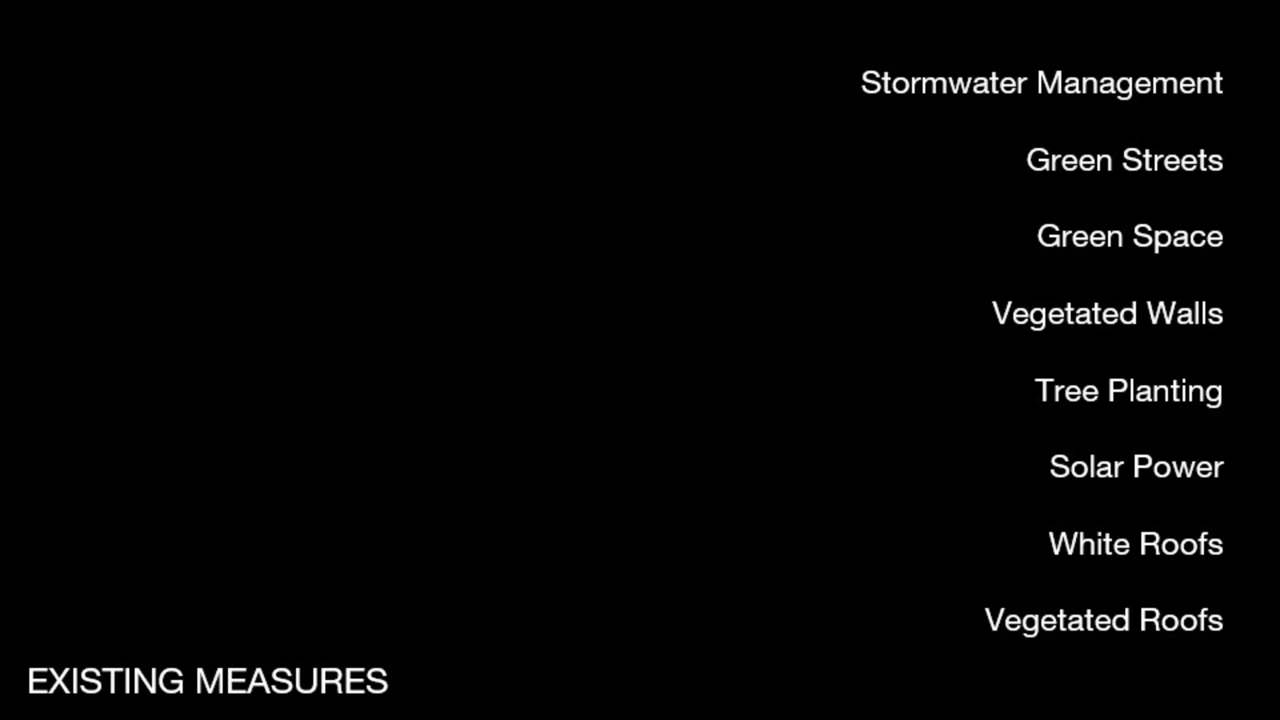 Stormwater Management
Green Streets
Green Space
Vegetated Walls
Tree Planting
Solar Power
White Roofs
Vegetated Roofs
EXISTING MEASURES